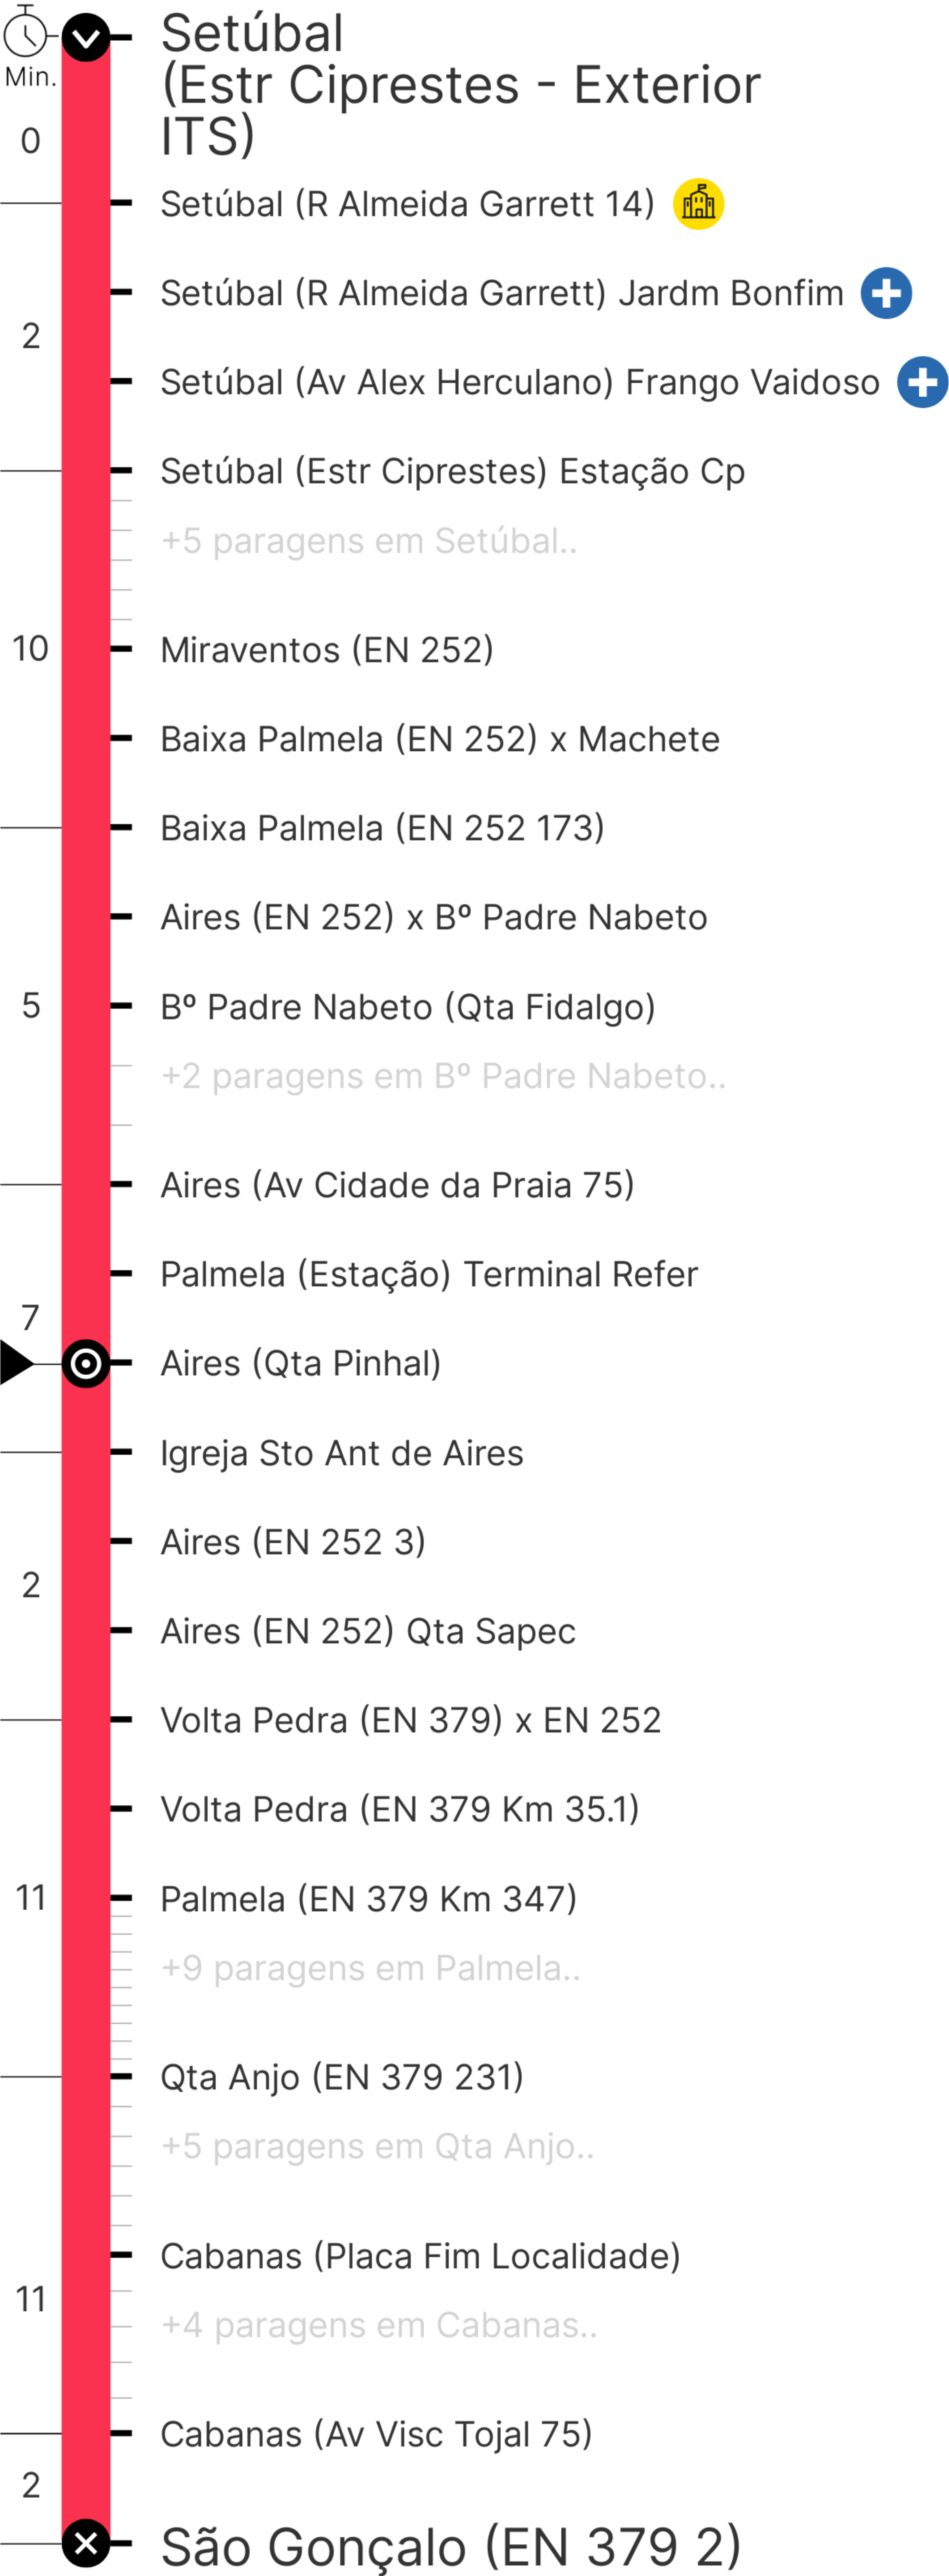 Setúbal
Min.
(Estr Ciprestes - Exterior
0
ITS)
Setúbal (R Almeida Garrett 14)
Setúbal (R Almeida Garrett) Jardm Bonfim
2
Setúbal (Av Alex Herculano) Frango Vaidoso
Setúbal (Estr Ciprestes) Estação Cp
+5 paragens em Setúbal..
10
Miraventos (EN 252)
Baixa Palmela (EN 252) x Machete
Baixa Palmela (EN 252 173)
Aires (EN 252) x Bº Padre Nabeto
5
Bº Padre Nabeto (Qta Fidalgo)
+2 paragens em Bº Padre Nabeto..
Aires (Av Cidade da Praia 75)
Palmela (Estação) Terminal Refer
7
Aires (Qta Pinhal)
Igreja Sto Ant de Aires
Aires (EN 252 3)
2
Aires (EN 252) Qta Sapec
Volta Pedra (EN 379) x EN 252
Volta Pedra (EN 379 Km 35.1)
11
Palmela (EN 379 Km 347)
+9 paragens em Palmela..
Qta Anjo (EN 379 231)
+5 paragens em Qta Anjo..
Cabanas (Placa Fim Localidade)
11
+4 paragens em Cabanas..
Cabanas (Av Visc Tojal 75)
2
São Gonçalo (EN 379 2)